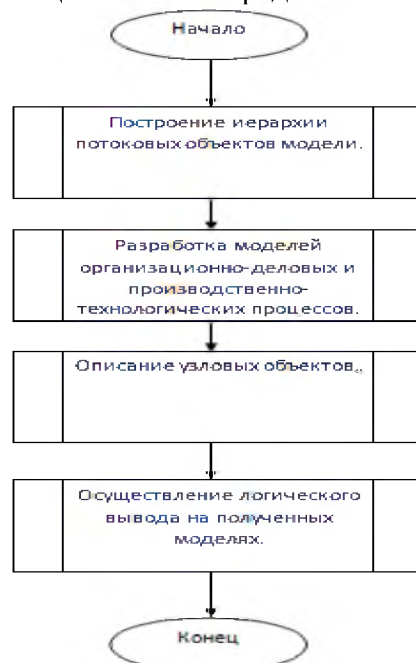 Начало
Построение иерархии
потоковых объектов модели.
Разработка моделей
организационно-деловых и
производственно-
технологических процессов.
Описание узловых объектов.
Осуществление логического
вывода на полученных
моделях.
Конец